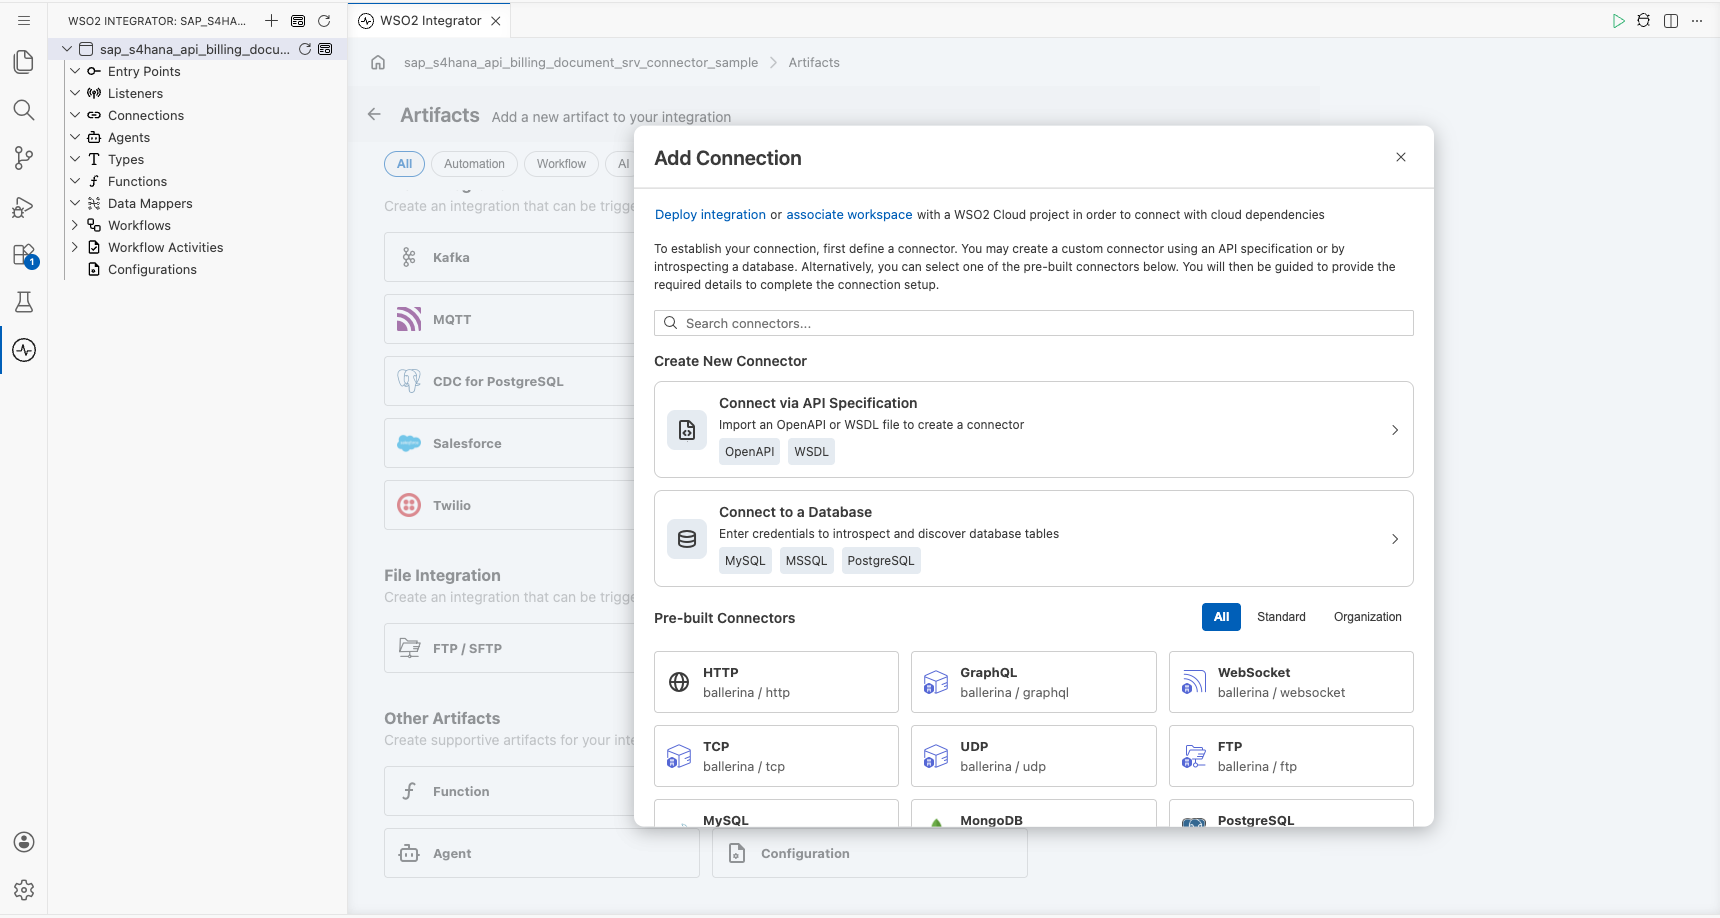 WSO2 INTEGRATOR: SAP_S4HA...
sap_s4hana_api_billing_docu...
Entry Points
Listeners
Connections
Agents
Types
Functions
Data Mappers
Workflows
Workflow Activities
Configurations
1
WSO2 Integrator
sap_s4hana_api_billing_document_srv_connector_sample > Artifacts
Artifacts Add a new artifact to your integration
All Automation Workflow AI
Create an integration that can be trigge
Kafka
MQTT
CDC for PostgreSQL
Salesforce
Twilio
File Integration
Create an integration that can be trigge
FTP / SFTP
Other Artifacts
Create supportive artifacts for your inte
Function
Agent
Configuration
Add Connection
Deploy integration or associate workspace with a WSO2 Cloud project in order to connect with cloud dependencies
To establish your connection, first define a connector. You may create a custom connector using an API specification or by
introspecting a database. Alternatively, you can select one of the pre-built connectors below. You will then be guided to provide the
required details to complete the connection setup.
Search connectors...
Create New Connector
Connect via API Specification
Import an OpenAPI or WSDL file to create a connector
OpenAPI WSDL
Connect to a Database
Enter credentials to introspect and discover database tables
MySQL MSSQL PostgreSQL
Pre-built Connectors
All Standard Organization
HTTP
ballerina / http
GraphQL
ballerina / graphql
WebSocket
ballerina / websocket
TCP
ballerina / tcp
UDP
ballerina / udp
FTP
ballerina / ftp
MySQL
MongoDB
PostgreSQL